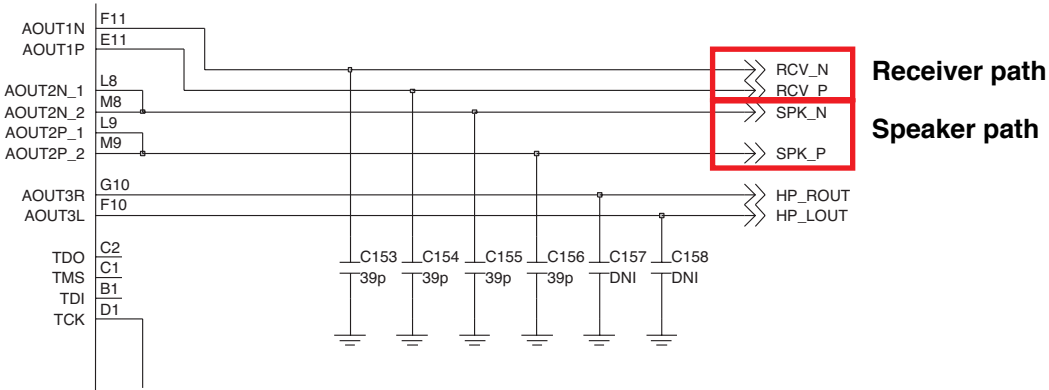 AOUT1N F11
AOUT1P E11
RCV_N Receiver path
AOUT2N_1 L8 RCV_P
AOUT2N_2 M8 SPK_N
AOUT2P_1 L9 Speaker path
AOUT2P_2 M9 SPK_P
AOUT3R G10 HP_ROUT
AOUT3L F10 HP_LOUT
TDO C2 C153 C154 C155 C156 C157 C158
TMS C1 39p 39p 39p 39p DNI DNI
TDI B1
TCK D1